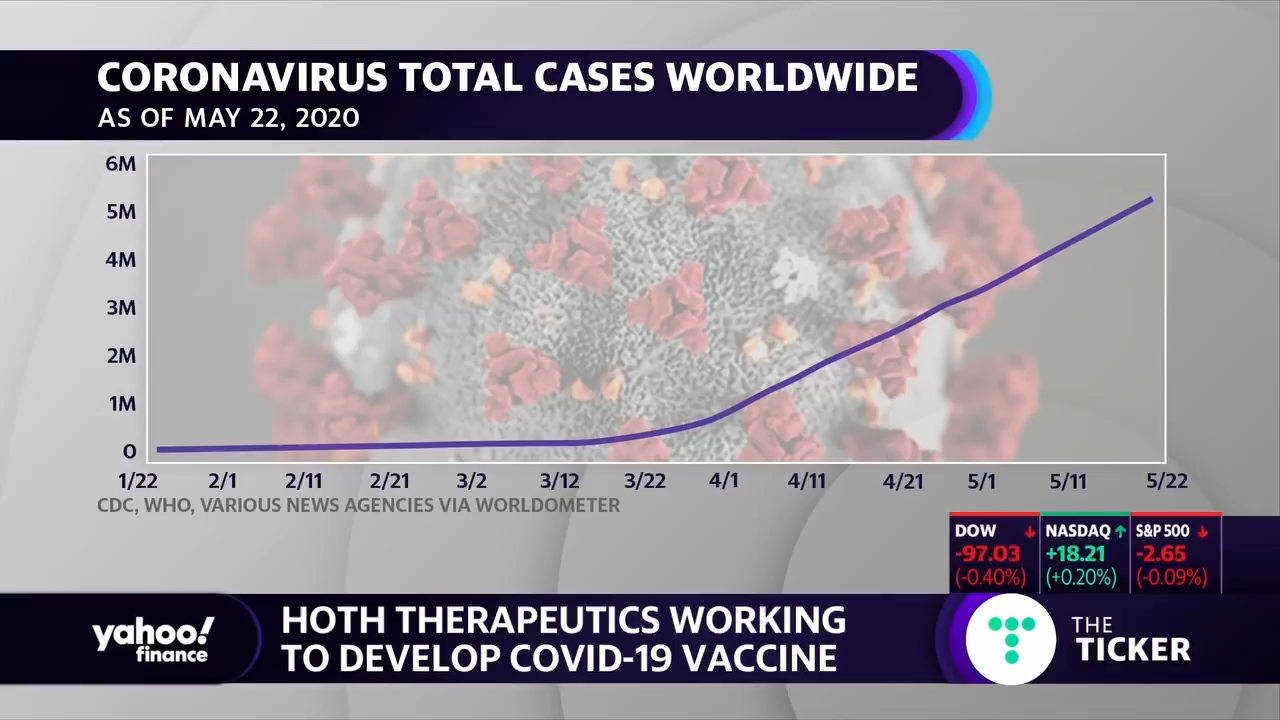 CORONAVIRUS TOTAL CASES WORLDWIDE
AS OF MAY 22, 2020
6M
5M
4M
3M
2M
1M
0
1/22 2/1 2/11 2/21 3/2 3/12 3/22 4/1 4/11 4/21 5/1 5/11 5/22
CDC, WHO, VARIOUS NEWS AGENCIES VIA WORLDOMETER
DOW NASDAQ S&P 500
-97.03 +18.21 -2.65
(-0.40%) (+0.20%) (-0.09%)
yahoo!
finance
HOTH THERAPEUTICS WORKING
TO DEVELOP COVID-19 VACCINE
THE
TICKER